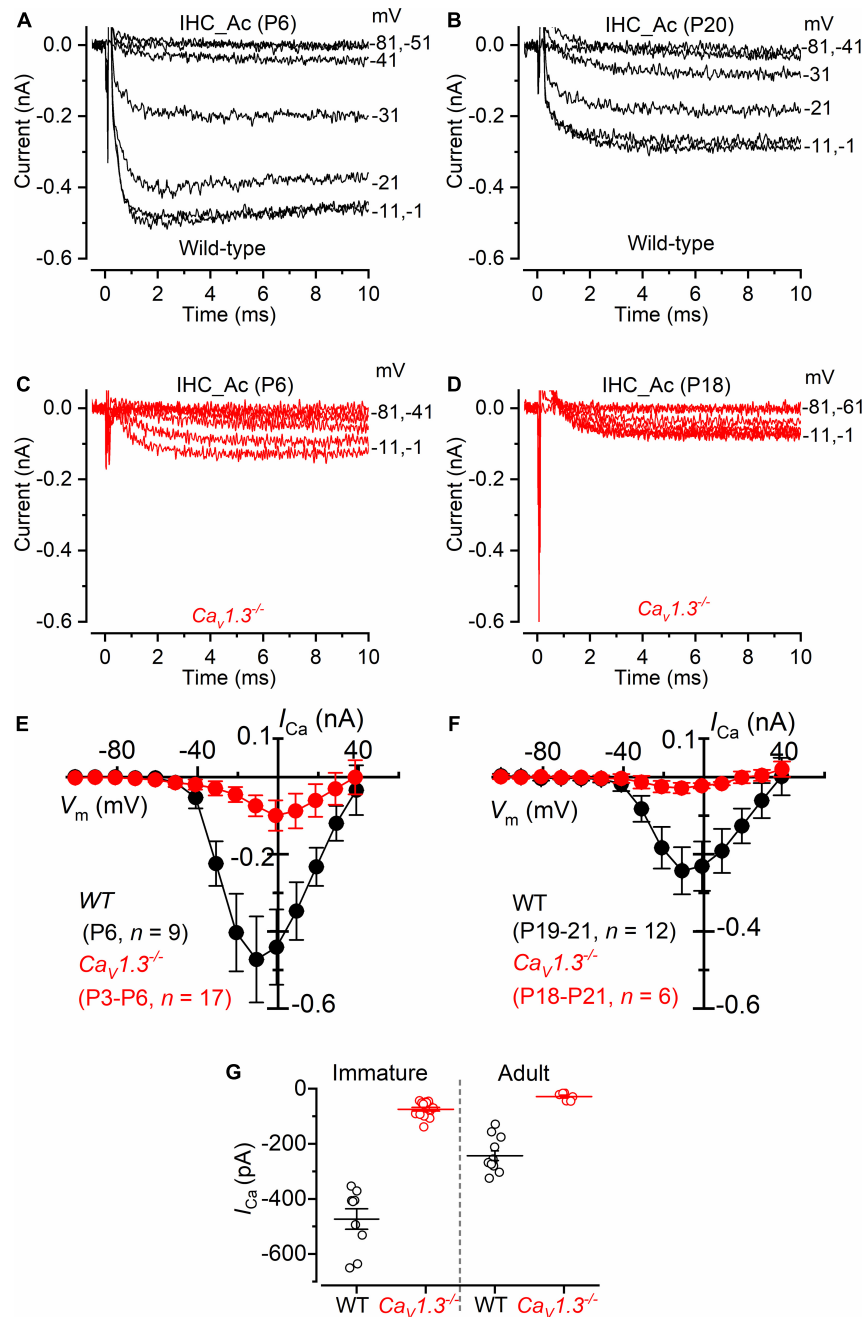 A
IHC_Ac (P6)
mV
0.0
-0.2
-0.4
-0.6
Current (nA)
-81,-51
-41
-31
-21
-11,-1
Wild-type
0 2 4 6 8 10
Time (ms)
B
IHC_Ac (P20)
mV
0.0
-0.2
-0.4
-0.6
Current (nA)
-81,-41
-31
-21
-11,-1
Wild-type
0 2 4 6 8 10
Time (ms)
C
IHC_Ac (P6)
mV
0.0
-0.2
-0.4
-0.6
Current (nA)
-81,-41
-11,-1
CaV1.3-/-
0 2 4 6 8 10
Time (ms)
D
IHC_Ac (P18)
mV
0.0
-0.2
-0.4
-0.6
Current (nA)
-81,-61
-11,-1
CaV1.3-/-
0 2 4 6 8 10
Time (ms)
E
ICa (nA)
0.1
-80 -40 40
Vm (mV)
-0.2
-0.6
WT
(P6, n = 9)
CaV1.3-/-
(P3-P6, n = 17)
F
ICa (nA)
0.1
-80 -40 40
Vm (mV)
-0.4
-0.6
WT
(P19-21, n = 12)
CaV1.3-/-
(P18-P21, n = 6)
G
Immature Adult
0
-200
-400
-600
ICa (pA)
WT CaV1.3-/- WT CaV1.3-/-